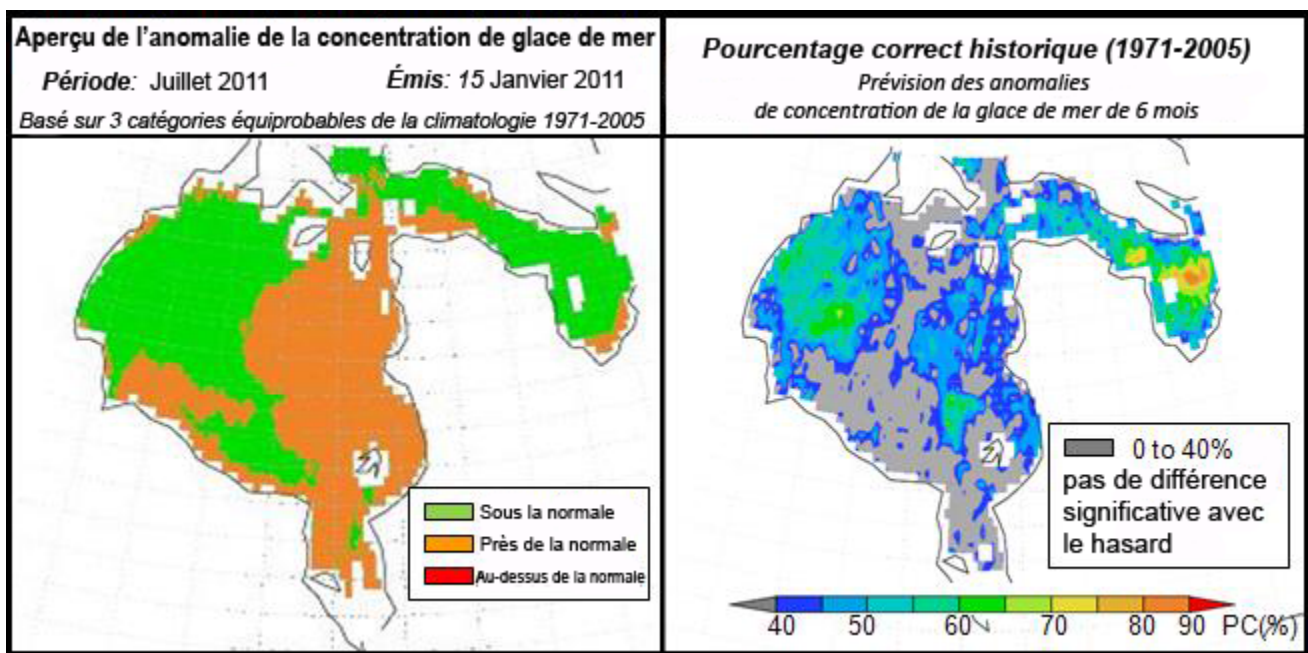 Aperçu de l'anomalie de la concentration de glace de mer
Période: Juillet 2011 Émis: 15 Janvier 2011
Basé sur 3 catégories équiprobables de la climatologie 1971-2005
Pourcentage correct historique (1971-2005)
Prévision des anomalies
de concentration de la glace de mer de 6 mois
Sous la normale
Près de la normale
Au-dessus de la normale
0 to 40%
pas de différence
significative avec
le hasard
40 50 60 70 80 90 PC(%)